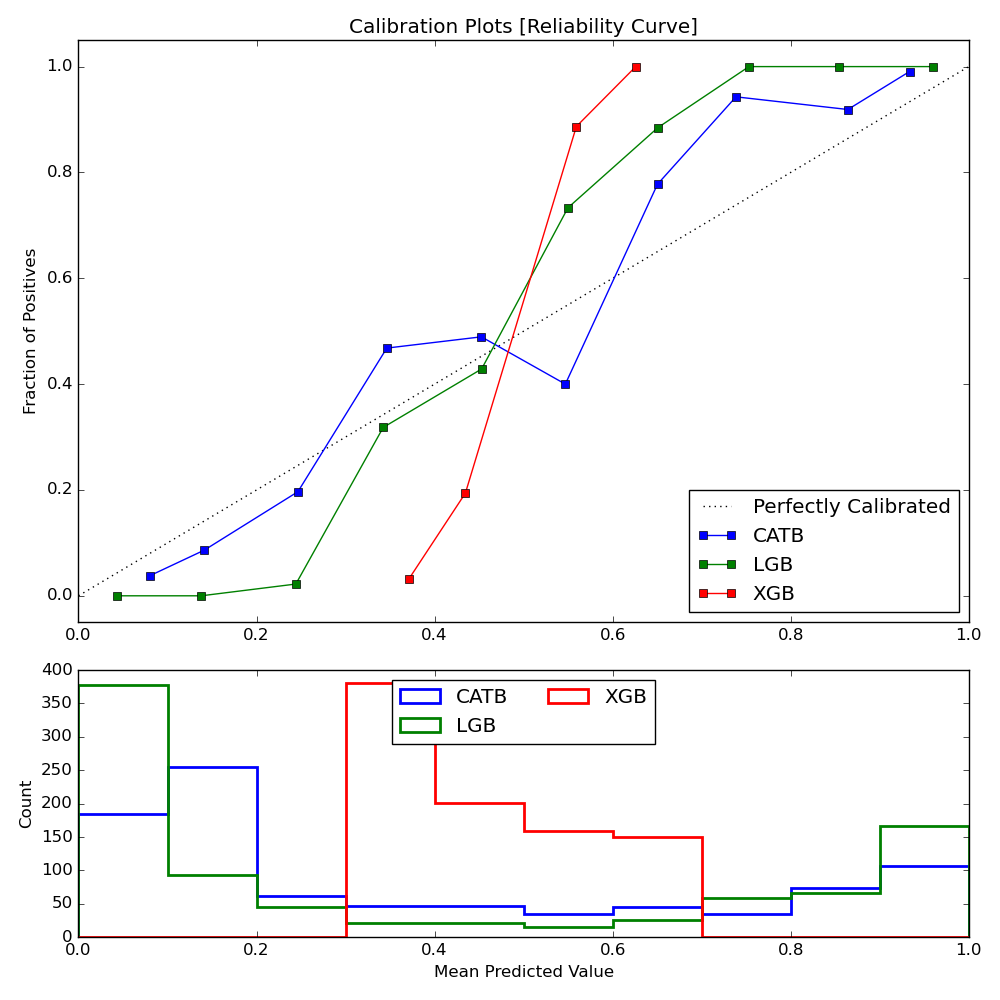 Calibration Plots [Reliability Curve]
1.0
0.8
0.6
0.4
0.2
0.0
Fraction of Positives
0.0 0.2 0.4 0.6 0.8 1.0
Perfectly Calibrated
CATB
LGB
XGB
400
350
300
250
200
150
100
50
0
Count
CATB XGB
LGB
0.0 0.2 0.4 0.6 0.8 1.0
Mean Predicted Value